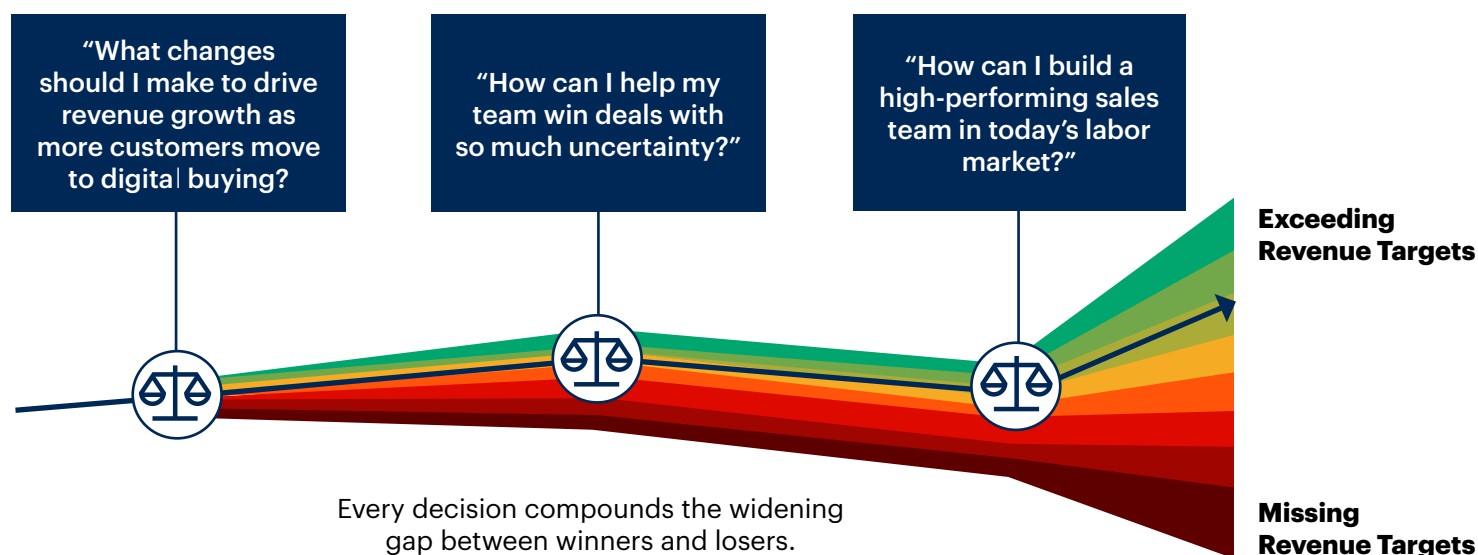 “What changes
should I make to drive
revenue growth as
more customers move
to digital buying?
“How can I help my
team win deals with
so much uncertainty?”
“How can I build a
high-performing sales
team in today’s labor
market?”
Exceeding
Revenue Targets
Every decision compounds the widening
gap between winners and losers.
Missing
Revenue Targets